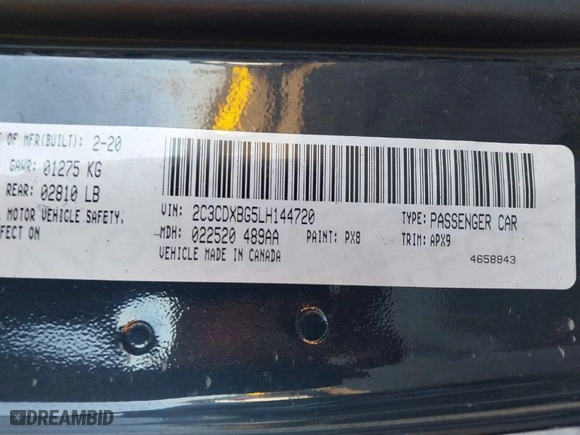 OF MFR(BUILT): 2-20
GAWR: 01275 KG
REAR: 02810 LB
MOTOR VEHICLE SAFETY,
FFECT ON
VIN: 2C3CDXBG5LH144720
TYPE: PASSENGER CAR
MDH: 022520 489AA
PAINT: PX8
TRIM: APX9
VEHICLE MADE IN CANADA
4658843
DREAMBID